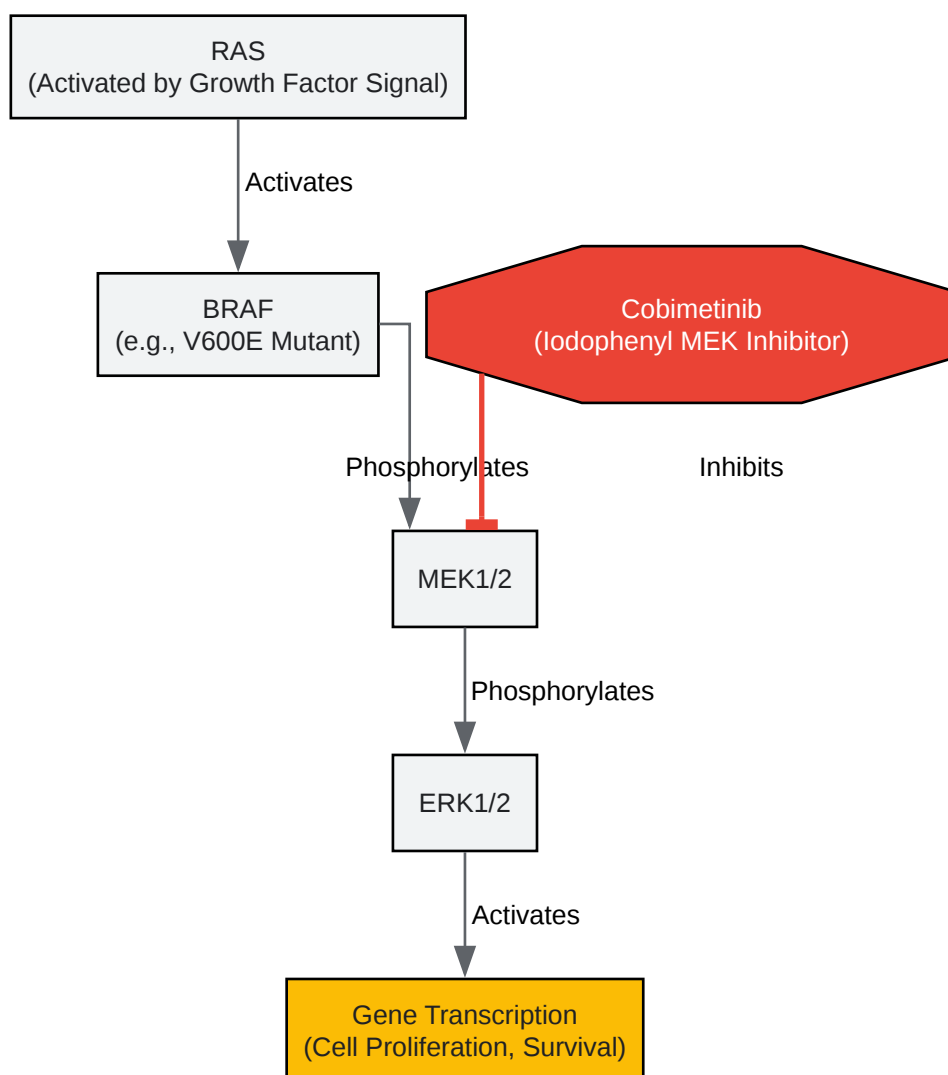 RAS
(Activated by Growth Factor Signal)
Activates
BRAF
(e.g., V600E Mutant)
Cobimetinib
(Iodophenyl MEK Inhibitor)
Phosphorylates
Inhibits
MEK1/2
Phosphorylates
ERK1/2
Activates
Gene Transcription
(Cell Proliferation, Survival)